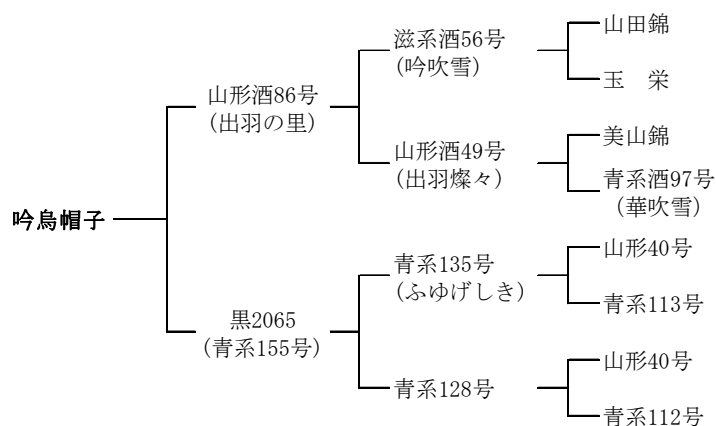 吟烏帽子
山形酒86号
(出羽の里)
滋系酒56号
(吟吹雪)
山田錦
玉 栄
山形酒49号
(出羽燦々)
美山錦
青系酒97号
(華吹雪)
黒2065
(青系155号)
青系135号
(ふゆげしき)
山形40号
青系113号
青系128号
山形40号
青系112号